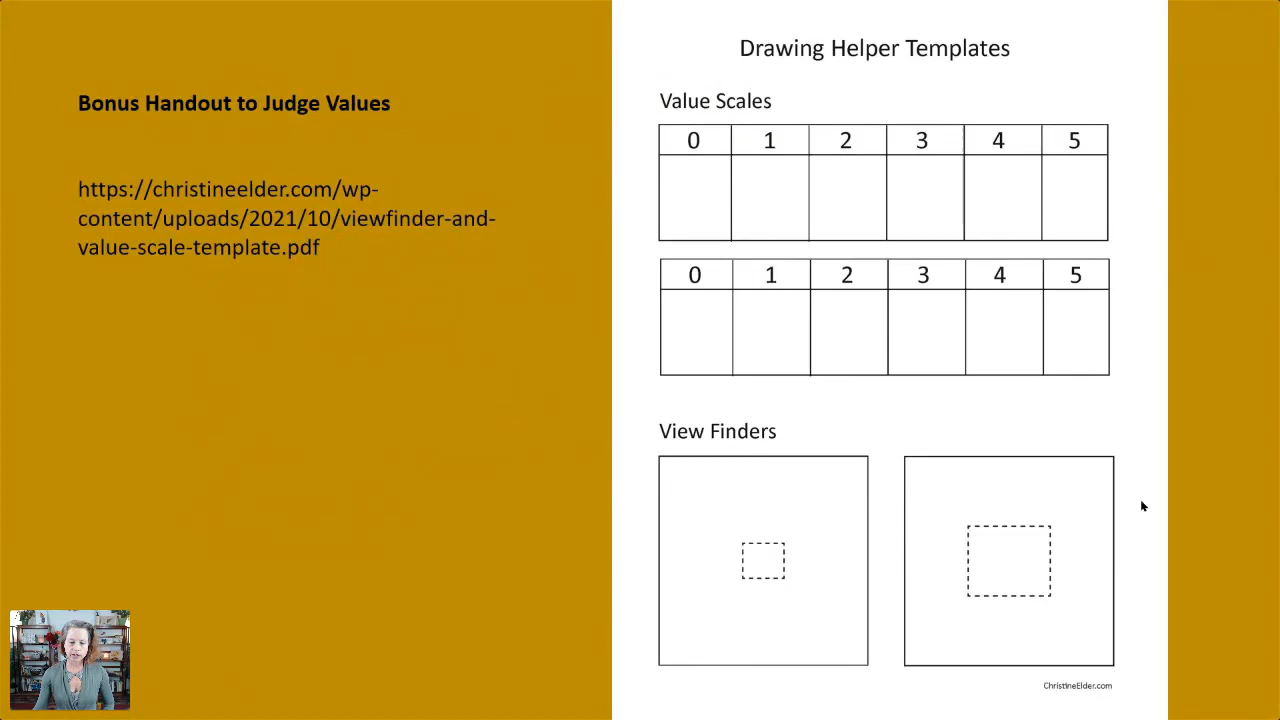 Bonus Handout to Judge Values
https://christineelder.com/wp-
content/uploads/2021/10/viewfinder-and-
value-scale-template.pdf
Drawing Helper Templates
Value Scales
0 1 2 3 4 5
0 1 2 3 4 5
View Finders
ChristineElder.com